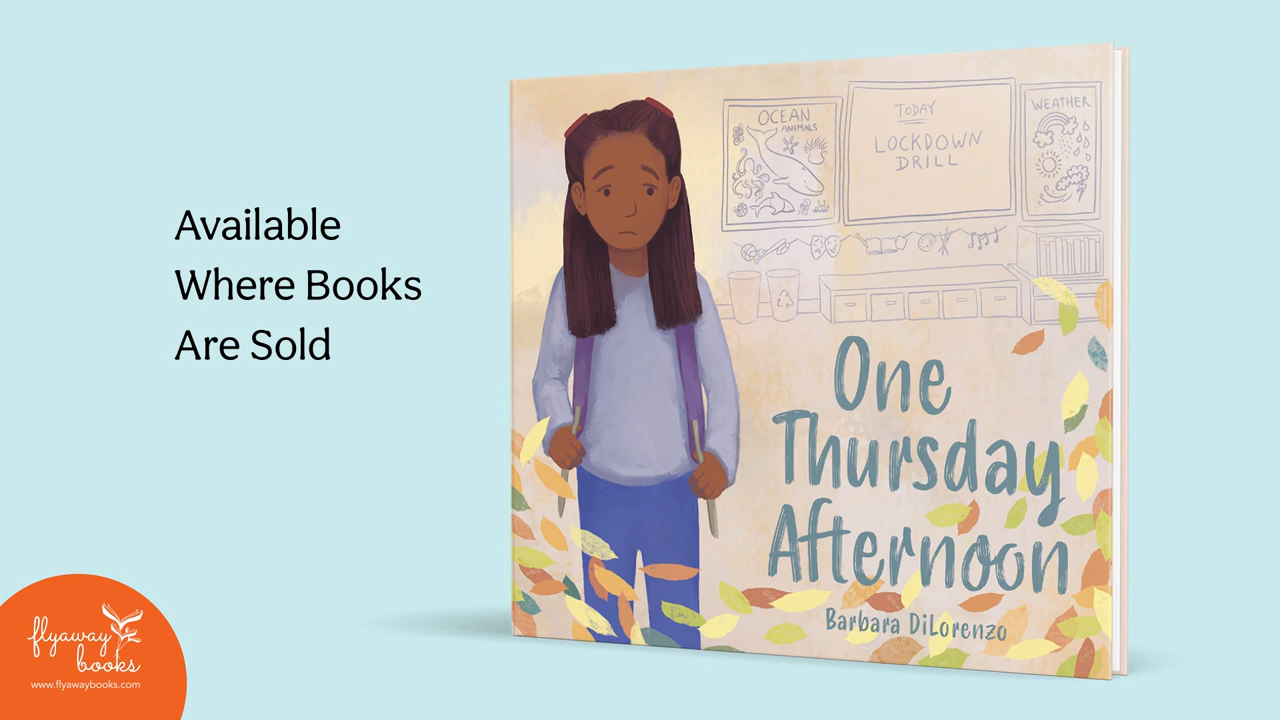 Available
Where Books
Are Sold
OCEAN
ANIMALS
TODAY
LOCKDOWN
DRILL
WEATHER
One
Thursday
Afternoon
Barbara DiLorenzo
flyaway
books
www.flyawaybooks.com